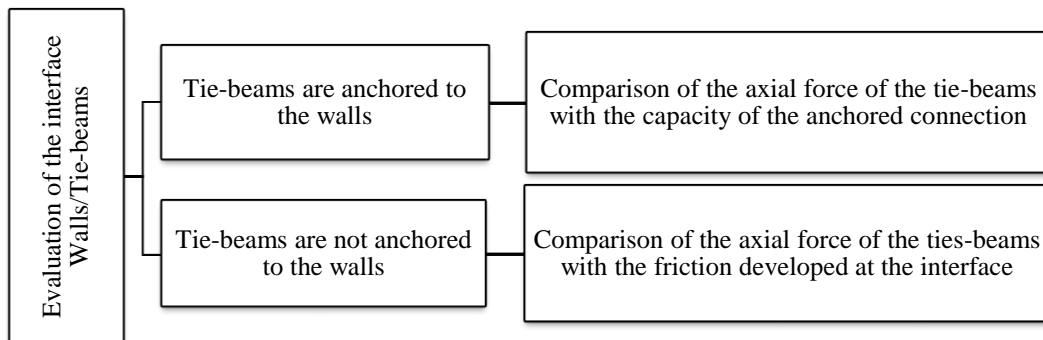 Evaluation of the interface
Walls/Tie-beams
Tie-beams are anchored to
the walls
Comparison of the axial force of the tie-beams
with the capacity of the anchored connection
Tie-beams are not anchored
to the walls
Comparison of the axial force of the ties-beams
with the friction developed at the interface